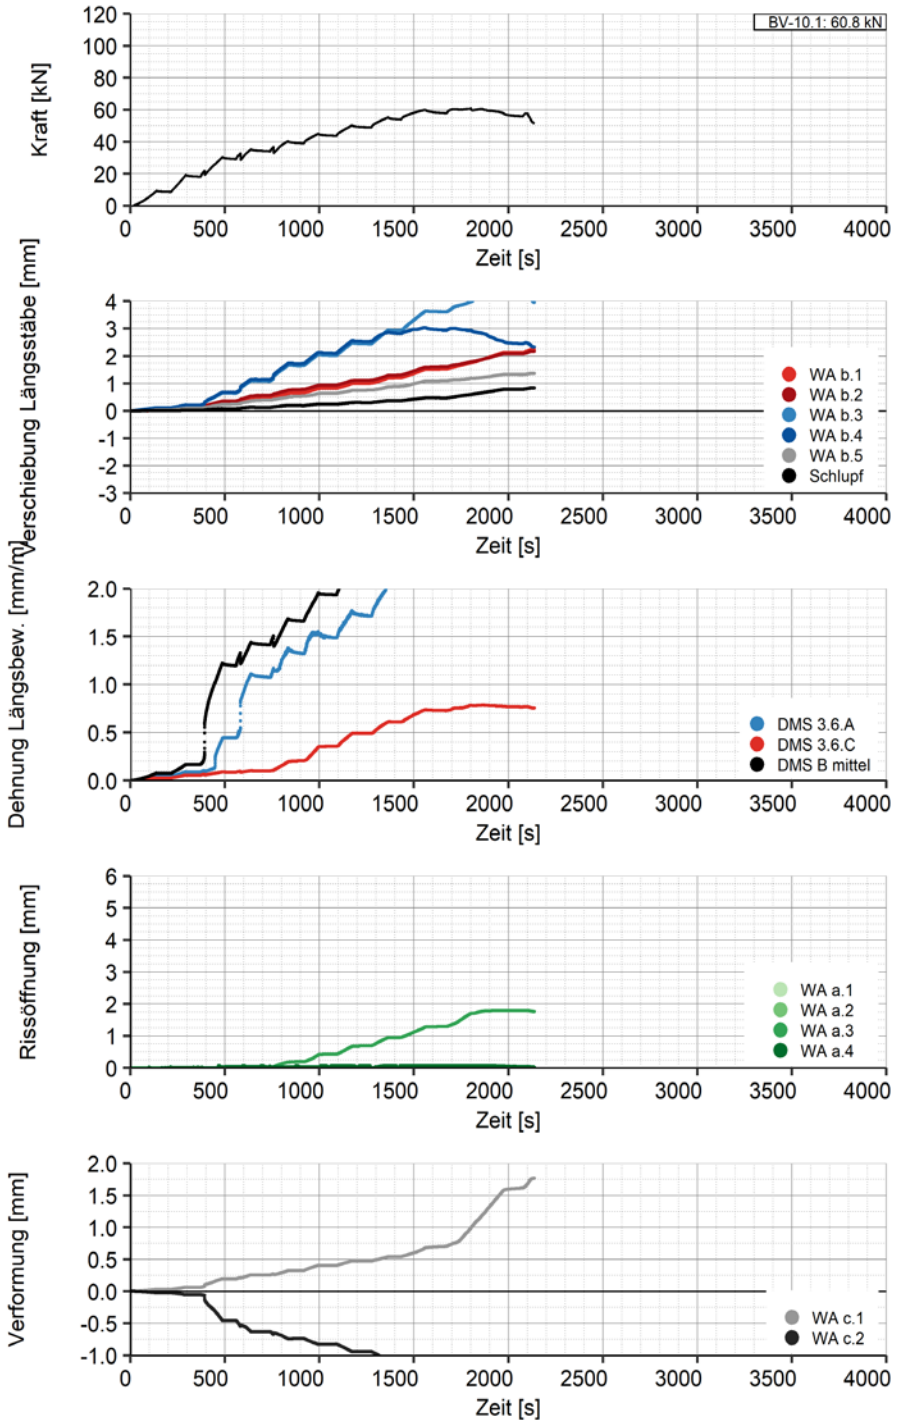 BV-10.1: 60.8 kN
Kraft [kN]
120
100
80
60
40
20
0
0 500 1000 1500 2000 2500 3000 3500 4000
Zeit [s]
Verschiebung Längsstäbe [mm]
4
3
2
1
0
-1
-2
-3
WA b.1
WA b.2
WA b.3
WA b.4
WA b.5
Schlupf
0 500 1000 1500 2000 2500 3000 3500 4000
Zeit [s]
Dehnung Längsbew. [mm/m]
2.0
1.5
1.0
0.5
0.0
DMS 3.6.A
DMS 3.6.C
DMS B mittel
0 500 1000 1500 2000 2500 3000 3500 4000
Zeit [s]
Rissöffnung [mm]
6
5
4
3
2
1
0
WA a.1
WA a.2
WA a.3
WA a.4
0 500 1000 1500 2000 2500 3000 3500 4000
Zeit [s]
Verformung [mm]
2.0
1.5
1.0
0.5
0.0
-0.5
-1.0
WA c.1
WA c.2
0 500 1000 1500 2000 2500 3000 3500 4000
Zeit [s]